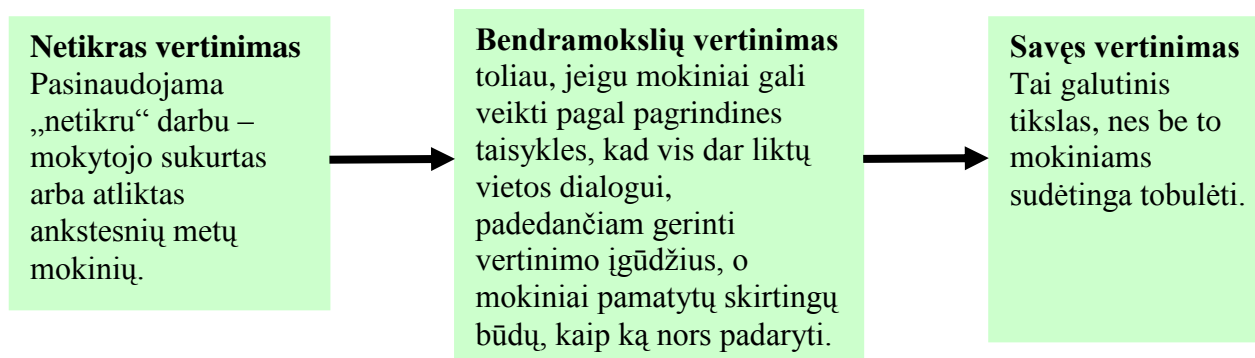 Netikras vertinimas
Pasinaudojama
„netikru“ darbu –
mokytojo sukurtas
arba atliktas
ankstesnių metų
mokinių.
Bendramokslių vertinimas
toliau, jeigu mokiniai gali
veikti pagal pagrindines
taisykles, kad vis dar liktų
vietos dialogui,
padedančiam gerinti
vertinimo įgūdžius, o
mokiniai pamatytų skirtingų
būdų, kaip ką nors padaryti.
Savęs vertinimas
Tai galutinis
tikslas, nes be to
mokiniams
sudėtinga tobulėti.